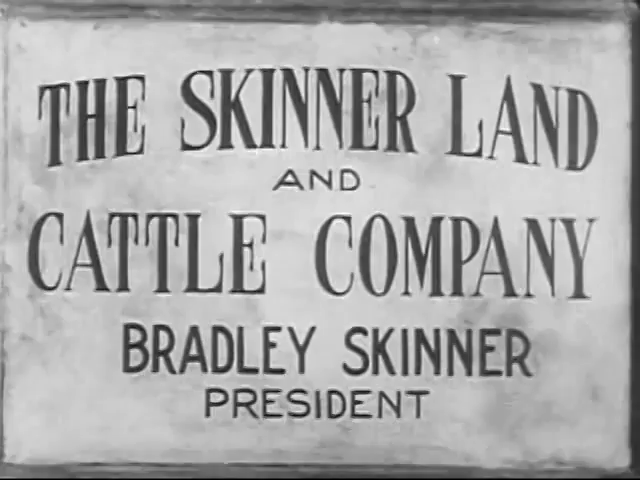 THE SKINNER LAND
AND
CATTLE COMPANY
BRADLEY SKINNER
PRESIDENT